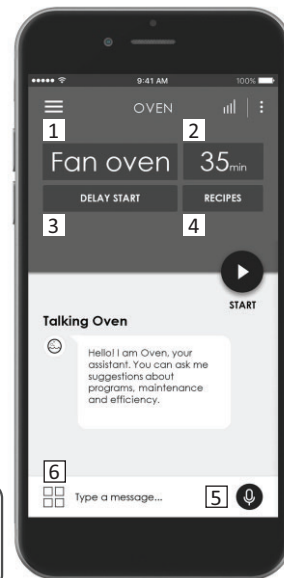 9:41 AM 100%
OVEN
1 2
Fan oven 35min
DELAY START RECIPES
3 4
START
Talking Oven
Hello! I am Oven, your
assistant. You can ask me
suggestions about
programs, maintenance
and efficiency.
6
Type a message... 5